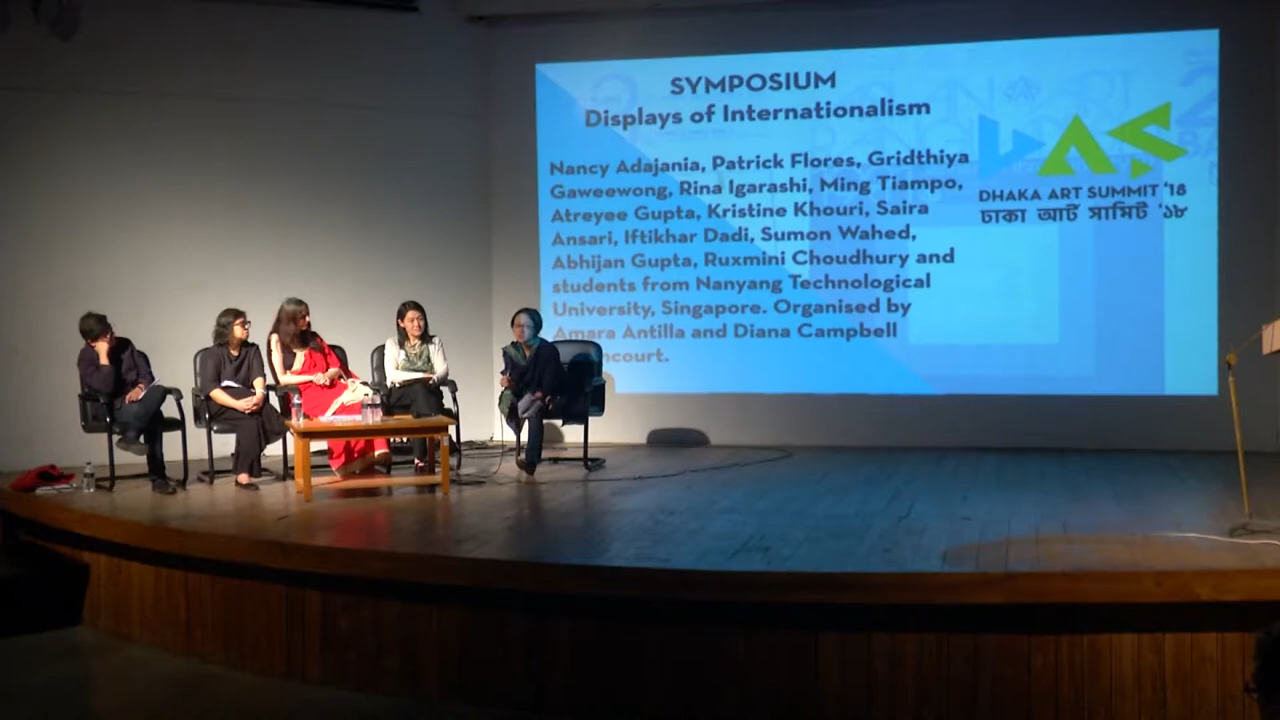 SYMPOSIUM
Displays of Internationalism
Nancy Adajania, Patrick Flores, Gridthiya
Gaweewong, Rina Igarashi, Ming Tiampo,
Atreyee Gupta, Kristine Khouri, Saira
Ansari, Iftikhar Dadi, Sumon Wahed,
Abhijan Gupta, Ruxmini Choudhury and
students from Nanyang Technological
University, Singapore. Organised by
Amara Antilla and Diana Campbell
DAS
DHAKA ART SUMMIT '18
ঢাকা আর্ট সামিট '১৮